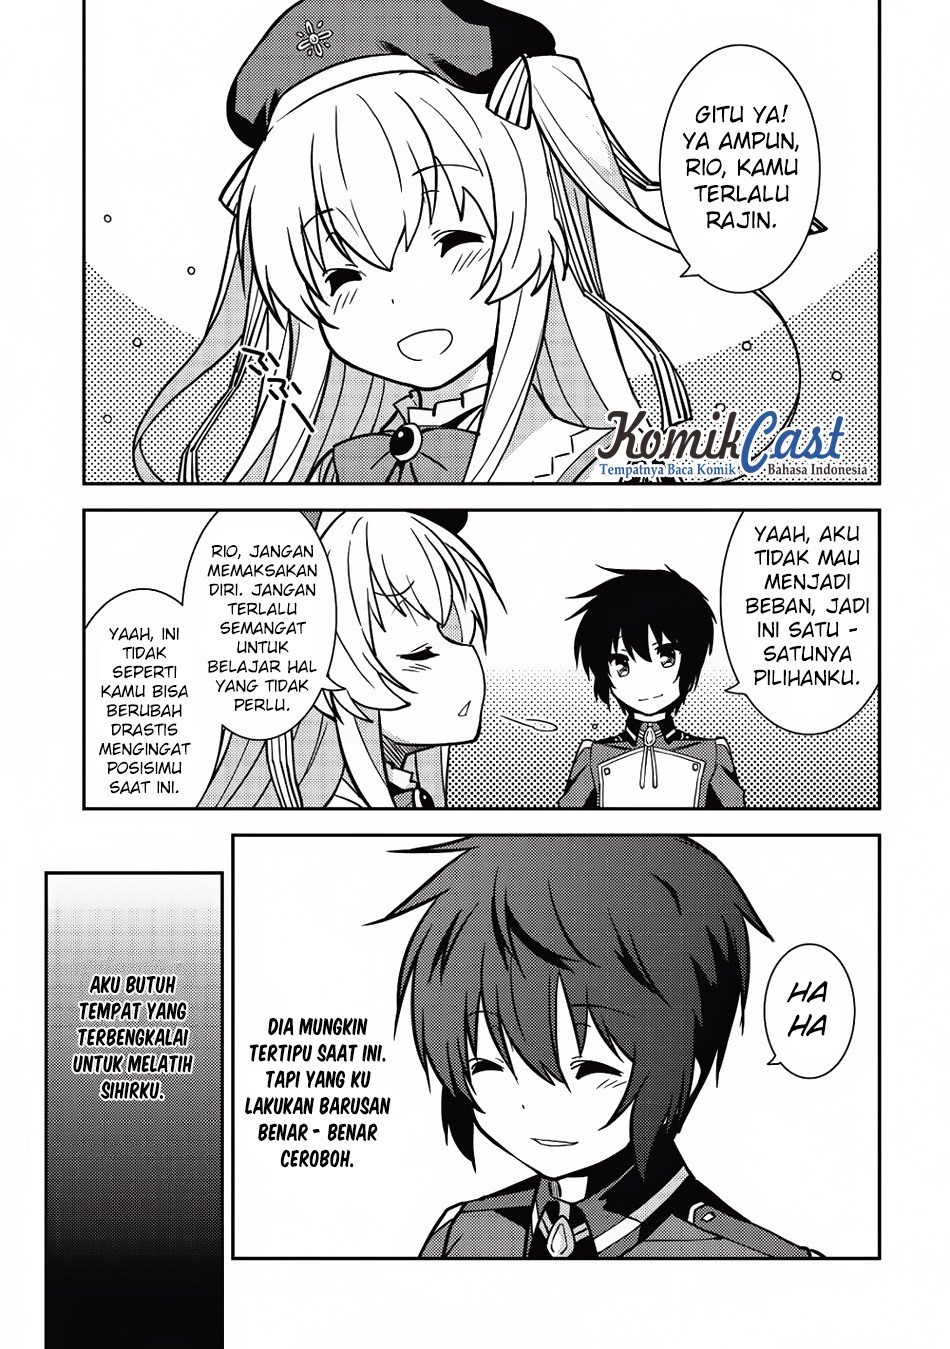 GITU YA!
YA AMPUN,
RIO, KAMU
TERLALU
RAJIN.
KomikCast
Tempatnya Baca Komik Bahasa Indonesia
YAAH, AKU
TIDAK MAU
MENJADI
BEBAN, JADI
INI SATU -
SATUNYA
PILIHANKU.
RIO, JANGAN
MEMAKSAKAN
DIRI. JANGAN
TERLALU
SEMANGAT
UNTUK
BELAJAR HAL
YANG TIDAK
PERLU.
YAAH, INI
TIDAK
SEPERTI
KAMU BISA
BERUBAH
DRASTIS
MENGINGAT
POSISIMU
SAAT INI.
HA
HA
DIA MUNGKIN
TERTIPU SAAT INI.
TAPI YANG KU
LAKUKAN BARUSAN
BENAR - BENAR
CEROBOH.
AKU BUTUH
TEMPAT YANG
TERBENGKALAI
UNTUK MELATIH
SIHIRKU.